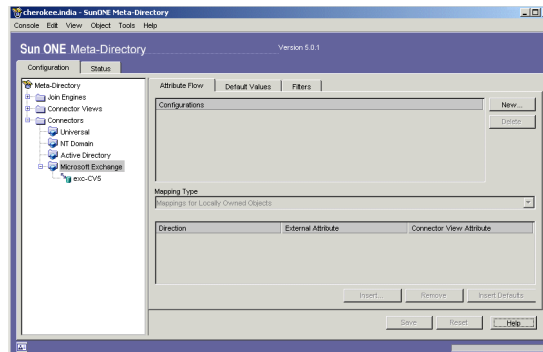 cherokee.india - SunONE Meta-Directory
Console Edit View Object Tools Help
Sun ONE Meta-Directory
Version 5.0.1
Configuration Status
Meta-Directory
Join Engines
Connector Views
Connectors
Universal
NT Domain
Active Directory
Microsoft Exchange
exc-CV5
Attribute Flow Default Values Filters
Configurations
New...
Delete
Mapping Type
Mappings for Locally Owned Objects
Direction External Attribute Connector View Attribute
Insert... Remove Insert Defaults
Save Reset Help